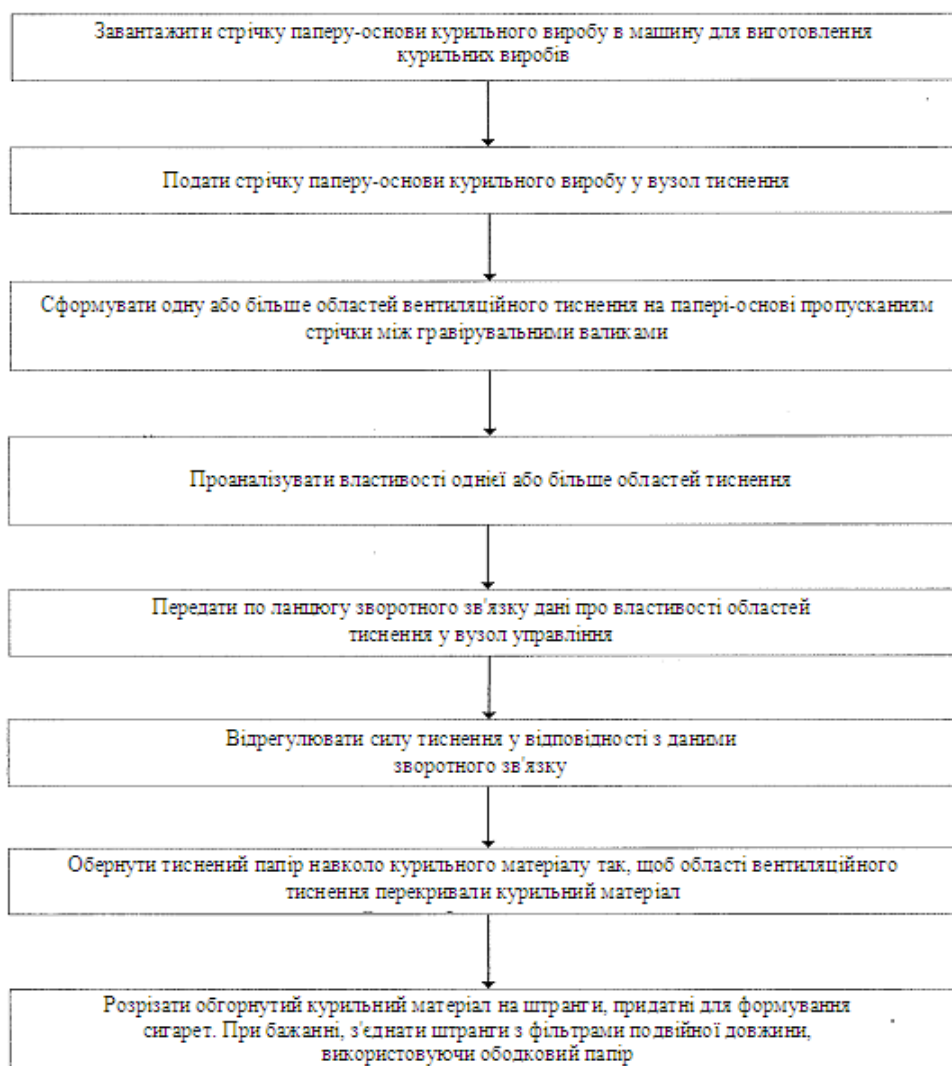 Завантажити стрічку паперу-основи курильного виробу в машину для виготовлення
курильних виробів
Подати стрічку паперу-основи курильного виробу у вузол тиснення
Сформувати одну або більше областей вентиляційного тиснення на папері-основі пропусканням
стрічки між гравірувальними валиками
Проаналізувати властивості однієї або більше областей тиснення
Передати по ланцюгу зворотного зв'язку дані про властивості областей
тиснення у вузол управління
Відрегулювати силу тиснення у відповідності з даними
зворотного зв'язку
Обернути тиснений папір навколо курильного матеріалу так, щоб області вентиляційного
тиснення перекривали курильний матеріал
Розрізати обгорнутий курильний матеріал на штранги, придатні для формування
сигарет. При бажанні, з'єднати штранги з фільтрами подвійної довжини,
використовуючи ободковий папір